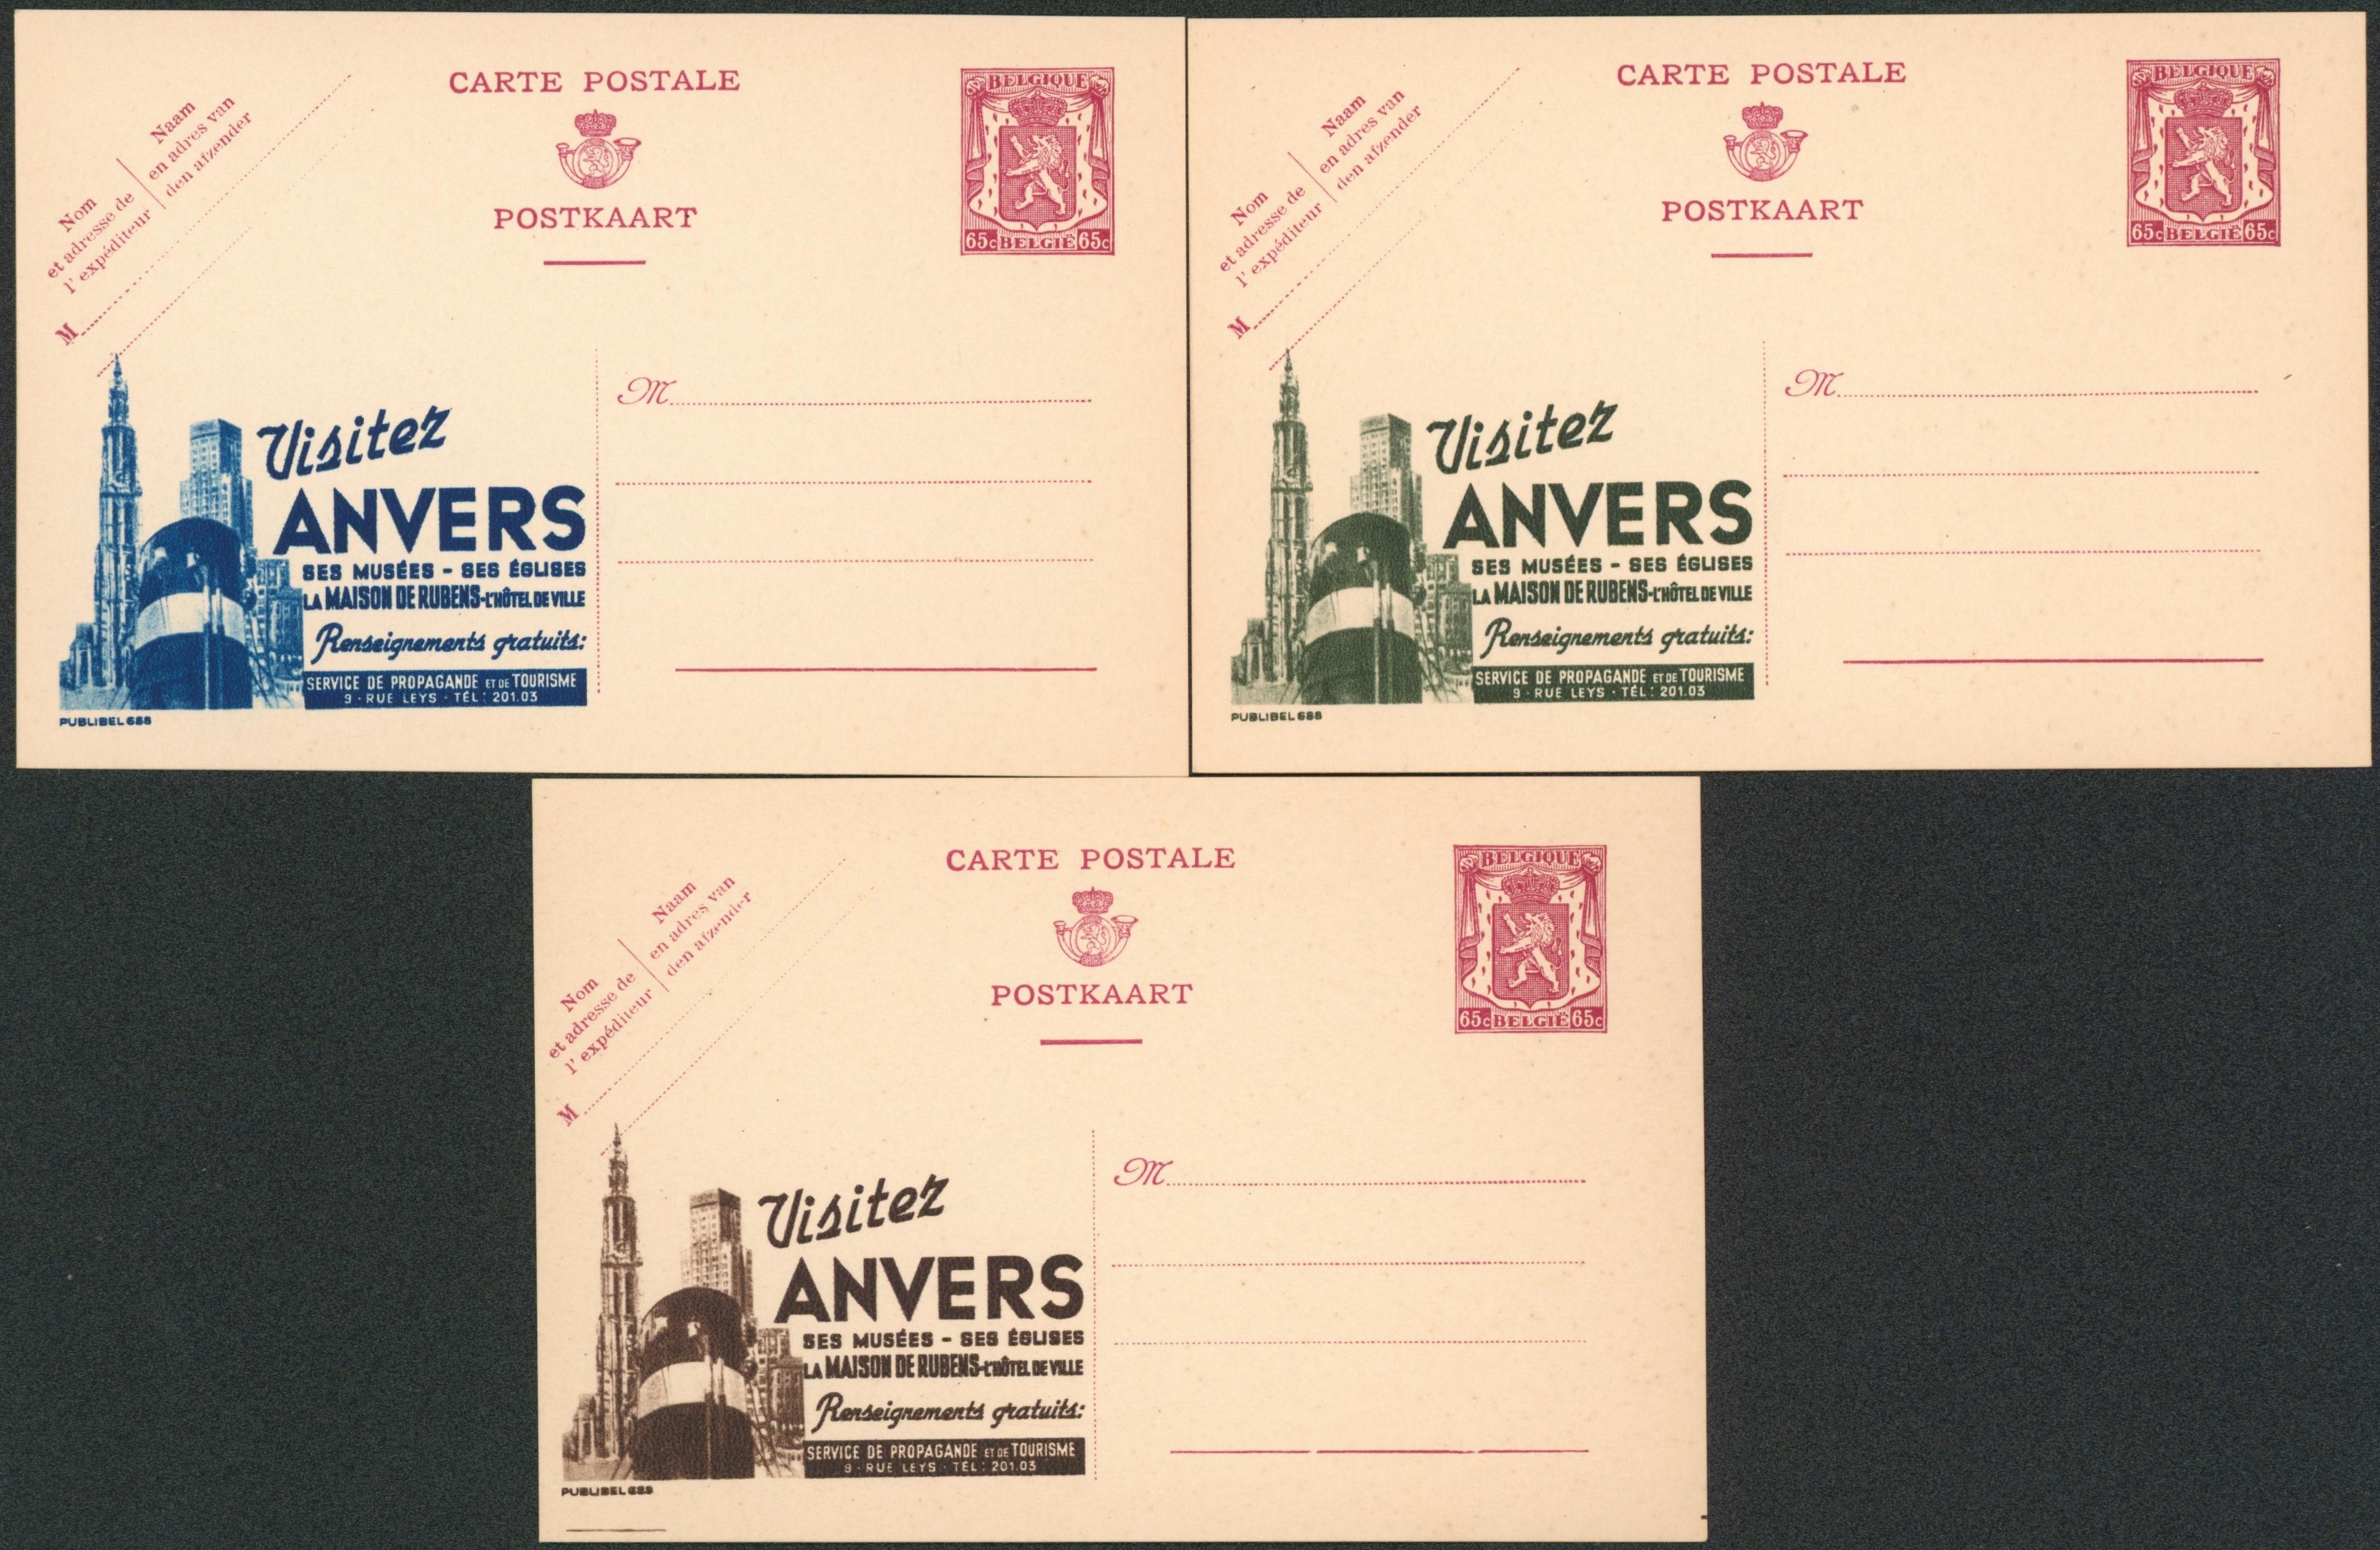 CARTE POSTALE
POSTKAART
Nom
et adresse de
l' expéditeur
Naam
en adres van
den afzender
M
BELGIQUE
65c BELGIË 65c
M
Visitez
ANVERS
SES MUSÉES - SES ÉGLISES
LA MAISON DE RUBENS-L'HÔTEL DE VILLE
Renseignements gratuits:
SERVICE DE PROPAGANDE ET DE TOURISME
9 · RUE LEYS · TÉL: 201.03
PUBLIBEL 688
CARTE POSTALE
POSTKAART
Nom
et adresse de
l' expéditeur
Naam
en adres van
den afzender
M
BELGIQUE
65c BELGIË 65c
M
Visitez
ANVERS
SES MUSÉES - SES ÉGLISES
LA MAISON DE RUBENS-L'HÔTEL DE VILLE
Renseignements gratuits:
SERVICE DE PROPAGANDE ET DE TOURISME
9 · RUE LEYS · TÉL: 201.03
PUBLIBEL 688
CARTE POSTALE
POSTKAART
Nom
et adresse de
l' expéditeur
Naam
en adres van
den afzender
M
BELGIQUE
65c BELGIË 65c
M
Visitez
ANVERS
SES MUSÉES - SES ÉGLISES
LA MAISON DE RUBENS-L'HÔTEL DE VILLE
Renseignements gratuits:
SERVICE DE PROPAGANDE ET DE TOURISME
9 · RUE LEYS · TÉL: 201.03
PUBLIBEL 688